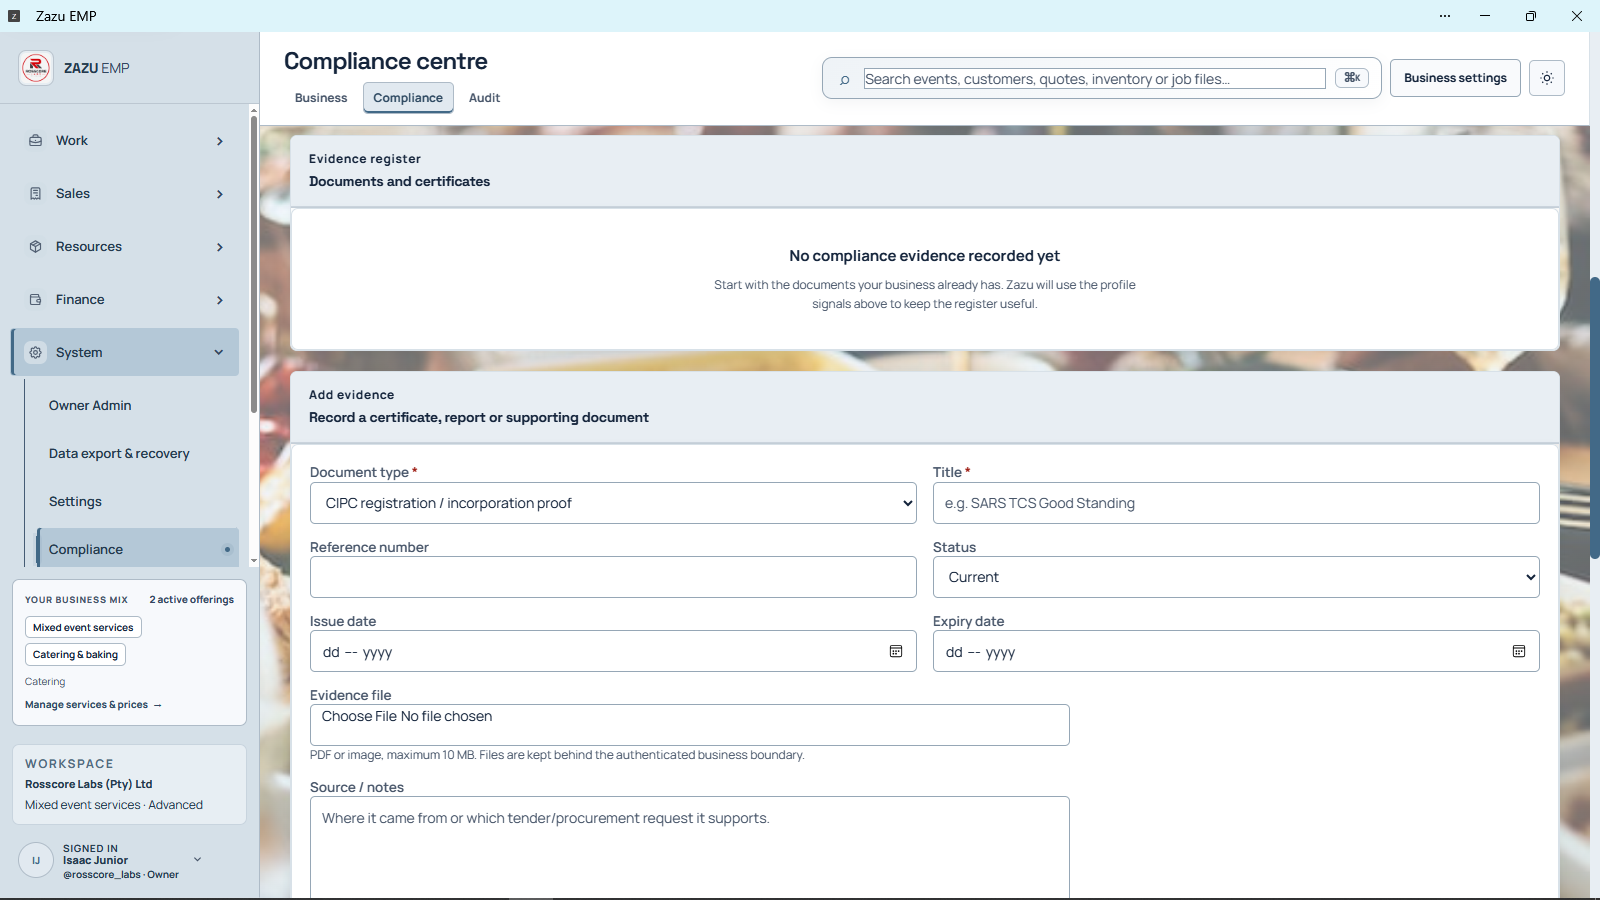 Zazu EMP
ZAZU EMP
Work
Sales
Resources
Finance
System
Owner Admin
Data export & recovery
Settings
Compliance
YOUR BUSINESS MIX 2 active offerings
Mixed event services
Catering & baking
Catering
Manage services & prices →
WORKSPACE
Rosscore Labs (Pty) Ltd
Mixed event services · Advanced
IJ
SIGNED IN
Isaac Junior
@rosscore_labs · Owner
Compliance centre
Business Compliance Audit
Search events, customers, quotes, inventory or job files...
⌘K
Business settings
Evidence register
Documents and certificates
No compliance evidence recorded yet
Start with the documents your business already has. Zazu will use the profile
signals above to keep the register useful.
Add evidence
Record a certificate, report or supporting document
Document type *
CIPC registration / incorporation proof
Title *
e.g. SARS TCS Good Standing
Reference number
Status
Current
Issue date
dd -- yyyy
Expiry date
dd -- yyyy
Evidence file
Choose File No file chosen
PDF or image, maximum 10 MB. Files are kept behind the authenticated business boundary.
Source / notes
Where it came from or which tender/procurement request it supports.